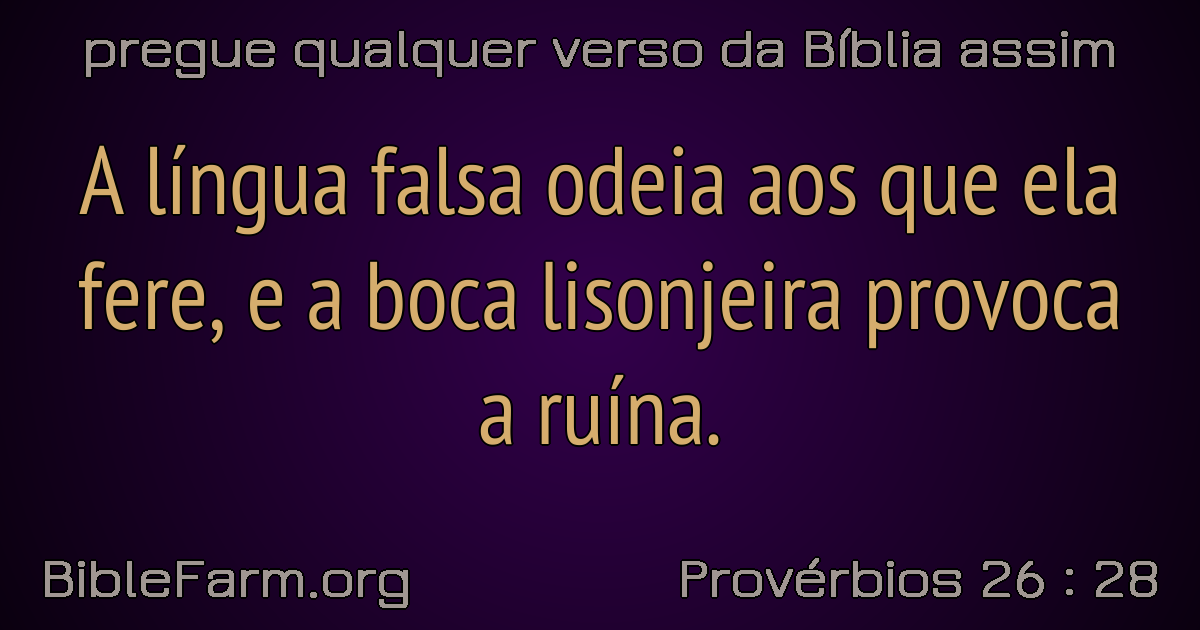 pregue qualquer verso da Bíblia assim
A língua falsa odeia aos que ela
fere, e a boca lisonjeira provoca
a ruína.
BibleFarm.org
Provérbios 26 : 28